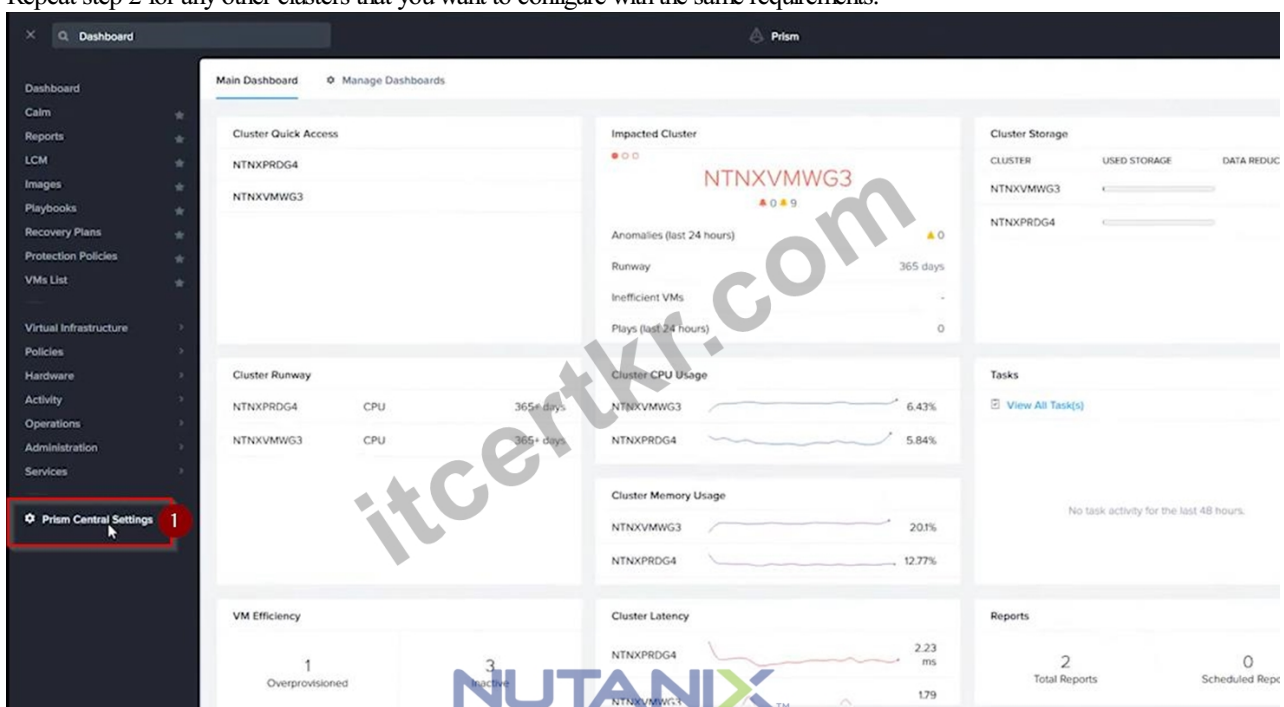 Repeat step 2 for any other clusters that you want to configure with the same requirements.
Dashboard
Prism
Dashboard
Calm
Reports
LCM
Images
Playbooks
Recovery Plans
Protection Policies
VMs List
Virtual Infrastructure
Policies
Hardware
Activity
Operations
Administration
Services
Prism Central Settings
1
Main Dashboard
Manage Dashboards
Cluster Quick Access
NTNXPRDG4
NTNXVMWG3
Impacted Cluster
NTNXVMWG3
0 9
Anomalies (last 24 hours) 0
Runway 365 days
Inefficient VMs -
Plays (last 24 hours) 0
Cluster Storage
CLUSTER USED STORAGE DATA REDUC
NTNXVMWG3
NTNXPRDG4
Cluster Runway
NTNXPRDG4 CPU 365+ days
NTNXVMWG3 CPU 365+ days
Cluster CPU Usage
NTNXVMWG3 6.43%
NTNXPRDG4 5.84%
Cluster Memory Usage
NTNXVMWG3 20.1%
NTNXPRDG4 12.77%
Tasks
View All Task(s)
No task activity for the last 48 hours.
VM Efficiency
1
Overprovisioned
3
Inactive
Cluster Latency
NTNXPRDG4 2.23
ms
NTNXVMWG3 1.79
Reports
2
Total Reports
0
Scheduled Repo
itcertkr.com
NUTANIX™